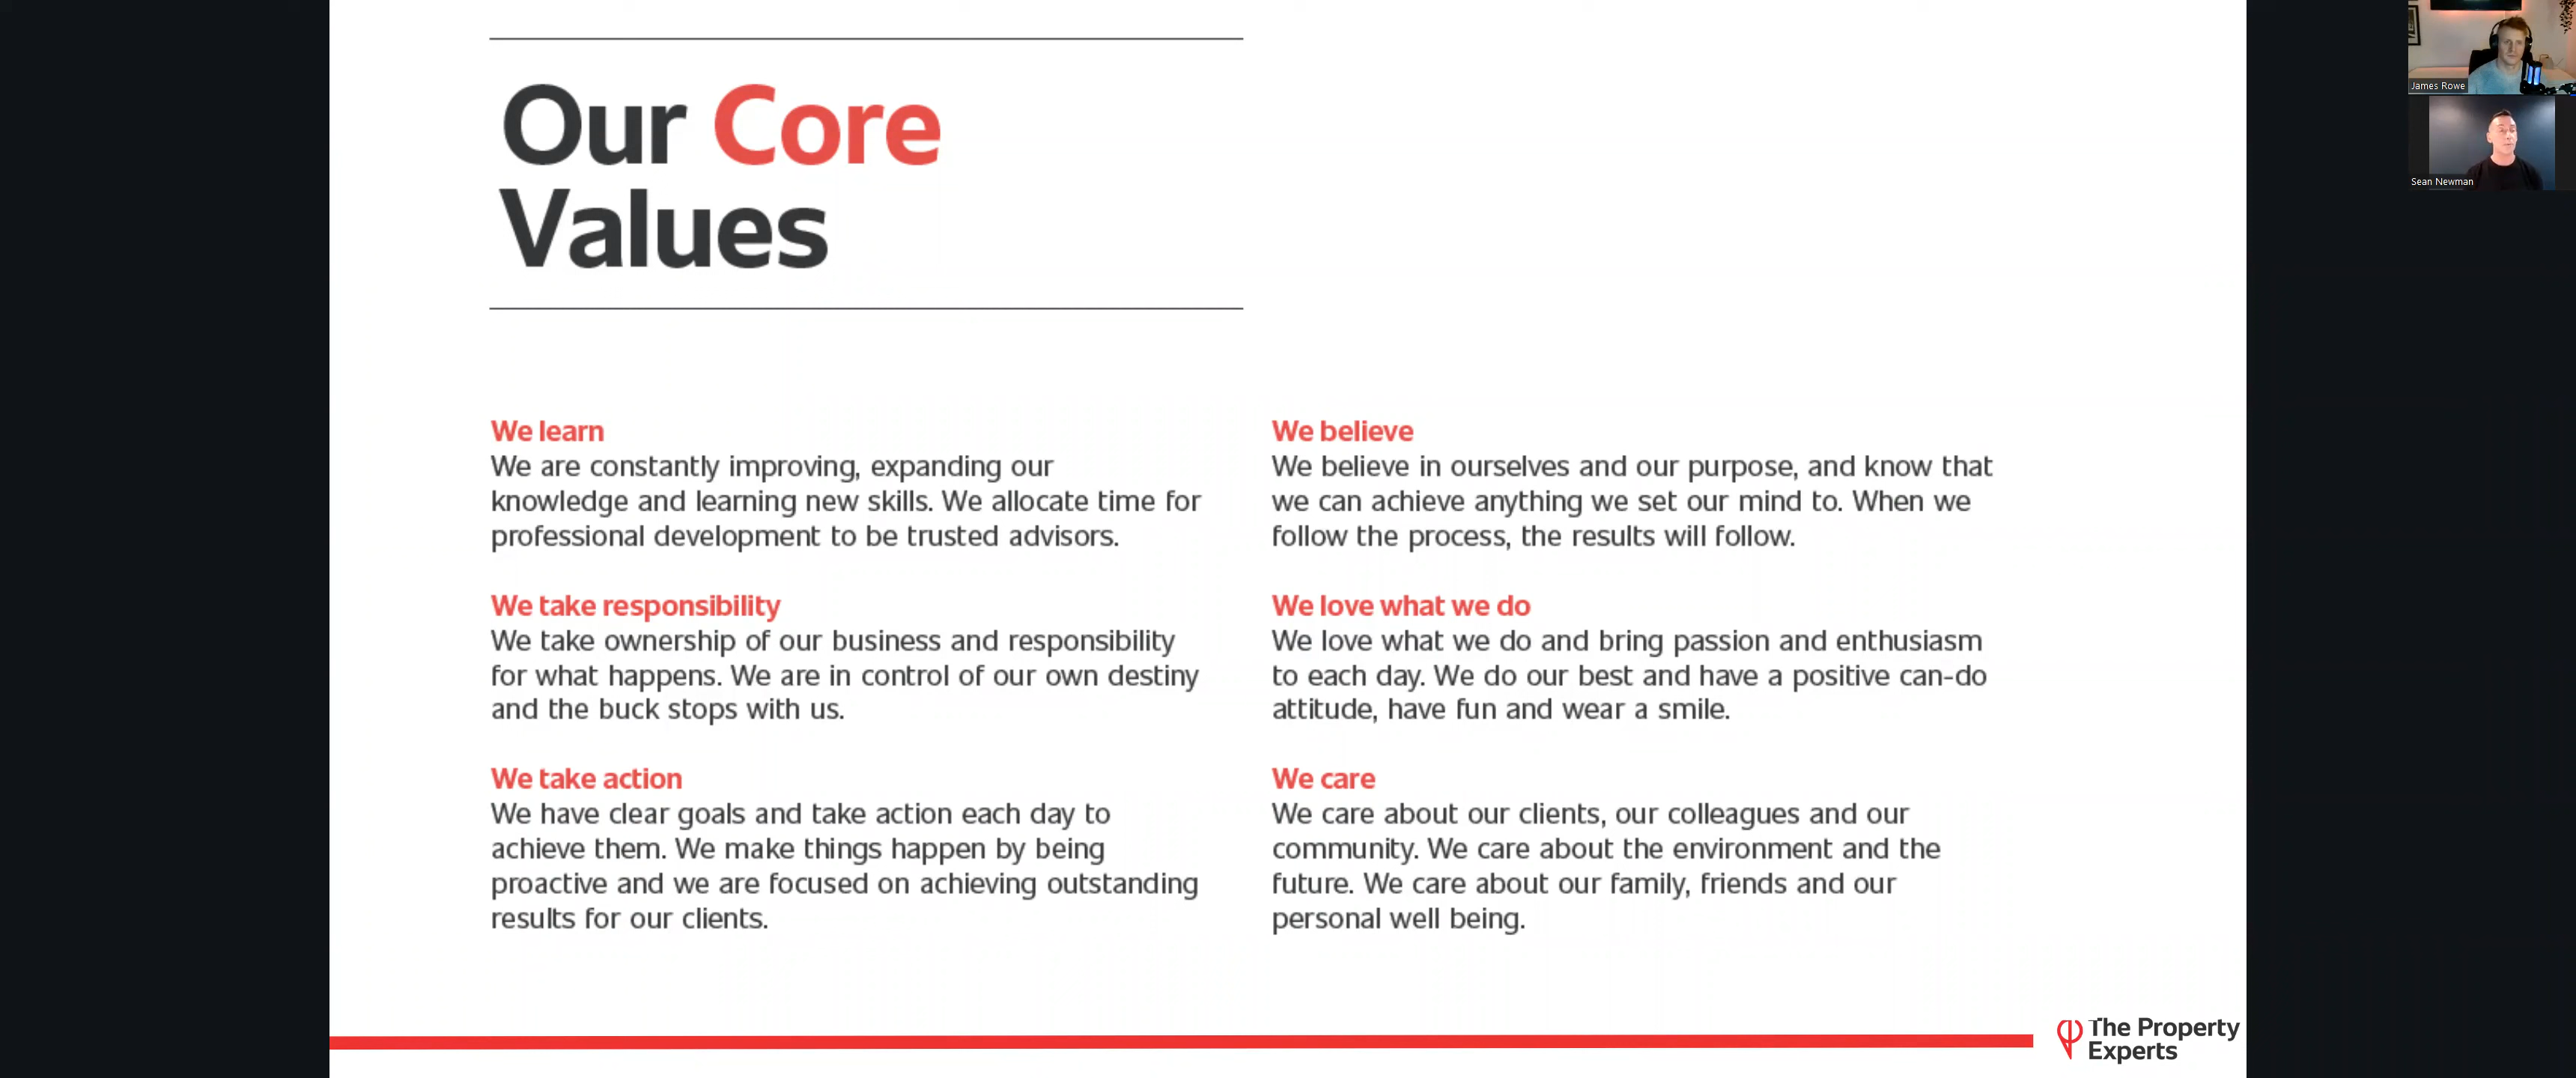 Our Core
Values
We learn
We are constantly improving, expanding our
knowledge and learning new skills. We allocate time for
professional development to be trusted advisors.
We take responsibility
We take ownership of our business and responsibility
for what happens. We are in control of our own destiny
and the buck stops with us.
We take action
We have clear goals and take action each day to
achieve them. We make things happen by being
proactive and we are focused on achieving outstanding
results for our clients.
We believe
We believe in ourselves and our purpose, and know that
we can achieve anything we set our mind to. When we
follow the process, the results will follow.
We love what we do
We love what we do and bring passion and enthusiasm
to each day. We do our best and have a positive can-do
attitude, have fun and wear a smile.
We care
We care about our clients, our colleagues and our
community. We care about the environment and the
future. We care about our family, friends and our
personal well being.
The Property
Experts
James Rowe
Sean Newman